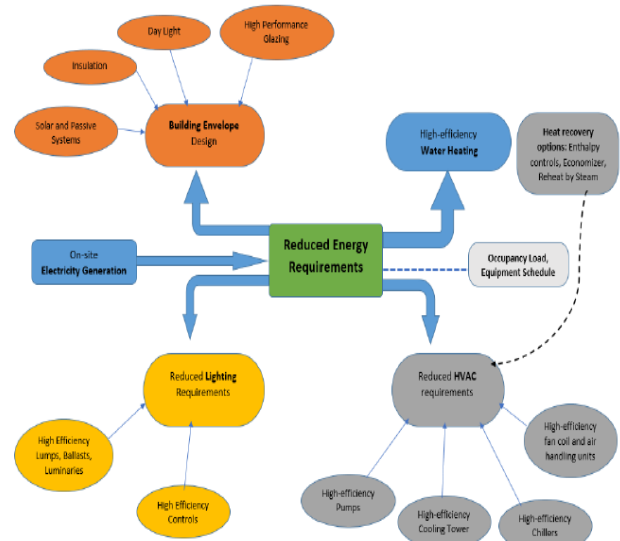 Day Light
High Performance
Glazing
Insulation
Solar and Passive
Systems
Building Envelope
Design
High-efficiency
Water Heating
Heat recovery
options: Enthalpy
controls, Economizer,
Reheat by Steam
On-site
Electricity Generation
Reduced Energy
Requirements
Occupancy Load,
Equipment Schedule
Reduced Lighting
Requirements
Reduced HVAC
requirements
High Efficiency
Lumps, Ballasts,
Luminaries
High Efficiency
Controls
High-efficiency
Pumps
High-efficiency
Cooling Tower
High-efficiency
Chillers
High-efficiency
fan coil and air
handling units